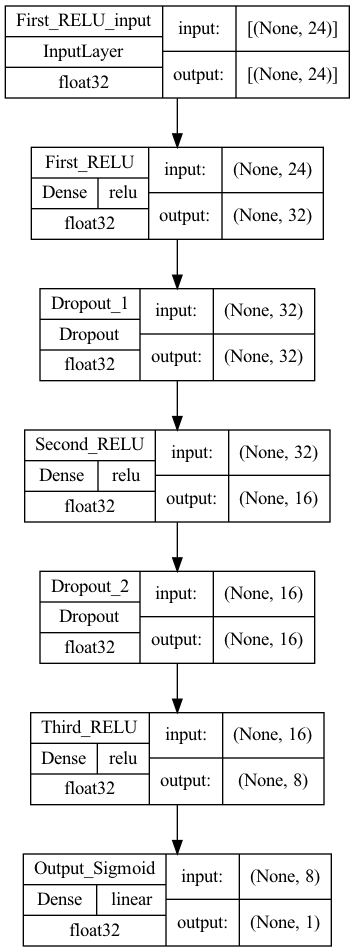 First_RELU_input input: [(None, 24)]
InputLayer
float32 output: [(None, 24)]
First_RELU input: (None, 24)
Dense relu
float32 output: (None, 32)
Dropout_1 input: (None, 32)
Dropout
float32 output: (None, 32)
Second_RELU input: (None, 32)
Dense relu
float32 output: (None, 16)
Dropout_2 input: (None, 16)
Dropout
float32 output: (None, 16)
Third_RELU input: (None, 16)
Dense relu
float32 output: (None, 8)
Output_Sigmoid input: (None, 8)
Dense linear
float32 output: (None, 1)